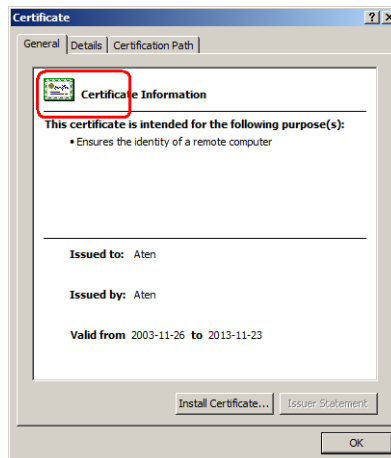 Certificate
General Details Certification Path
Certificate Information
This certificate is intended for the following purpose(s):
• Ensures the identity of a remote computer
Issued to: Aten
Issued by: Aten
Valid from 2003-11-26 to 2013-11-23
Install Certificate... Issuer Statement
OK